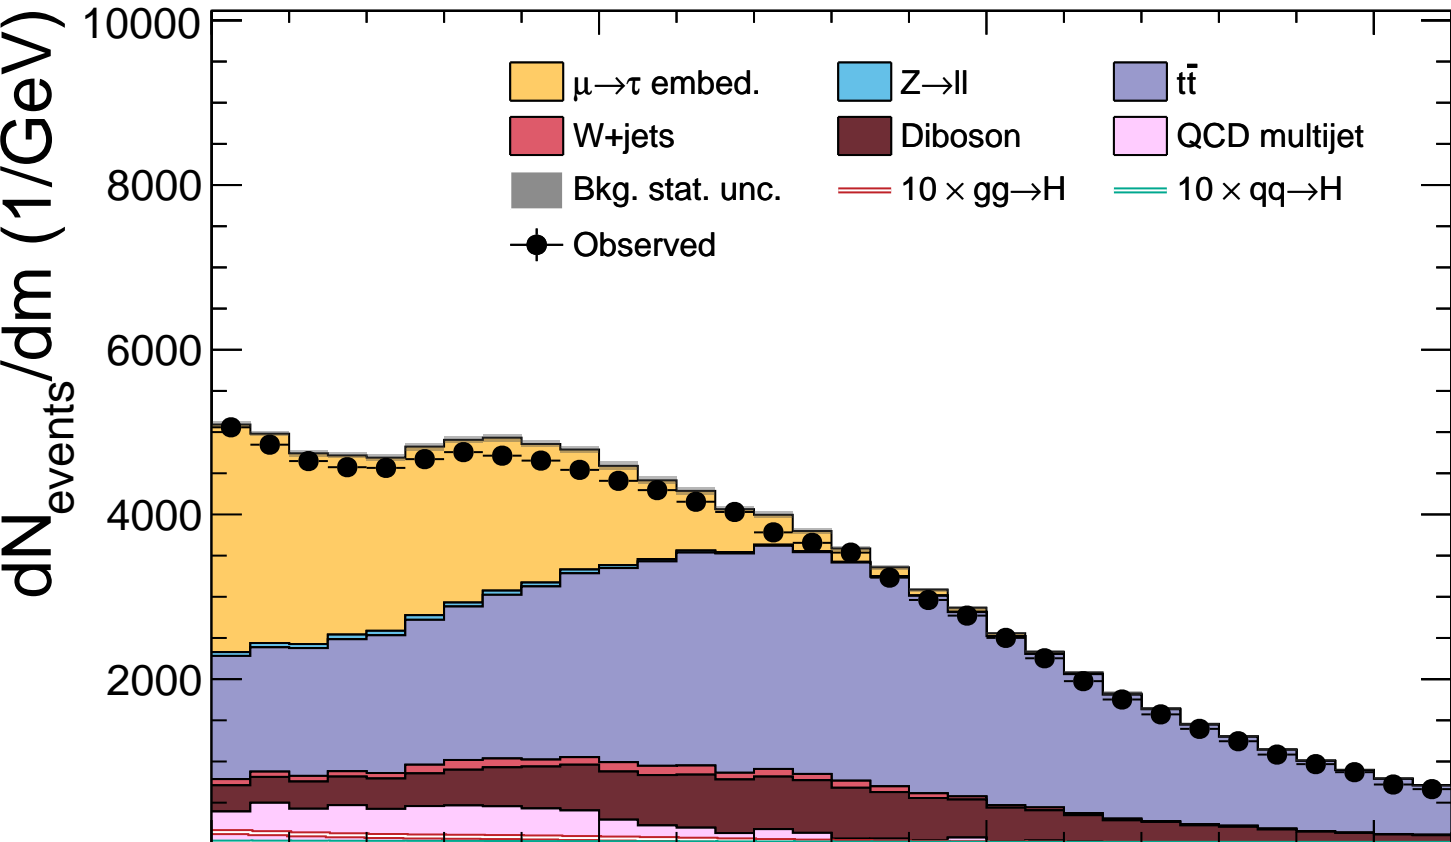 10000
8000
6000
4000
2000
dN_events/dm (1/GeV)
μ→τ embed. Z→ll tt̄
W+jets Diboson QCD multijet
Bkg. stat. unc. 10 × gg→H 10 × qq→H
Observed